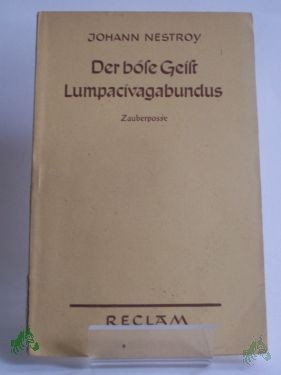 JOHANN NESTROY
Der böse Geist
Lumpacivagabundus
Zauberposse
RECLAM